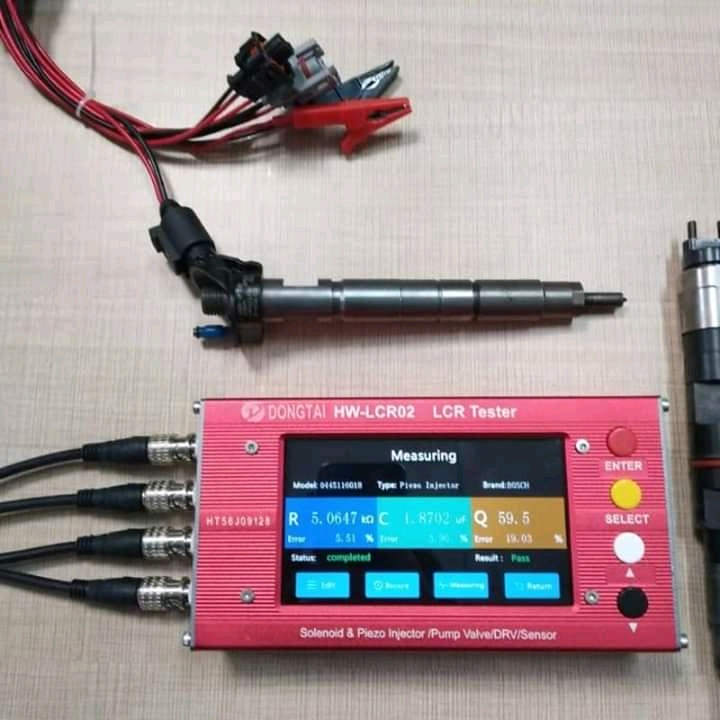 DONGTAI HW-LCR02 LCR Tester
Measuring
Model: 0445116018 Type: Piezo Injector Brand:BOSCH
R 5.0647 kΩ C 1.8702 uF Q 59.5
Error 5.51 % 5.96 % Error 19.03 %
Status: completed Result: Pass
Edit Measuring Return
ENTER
SELECT
▲
▼
HT56J09128
Solenoid & Piezo Injector /Pump Valve/DRV/Sensor